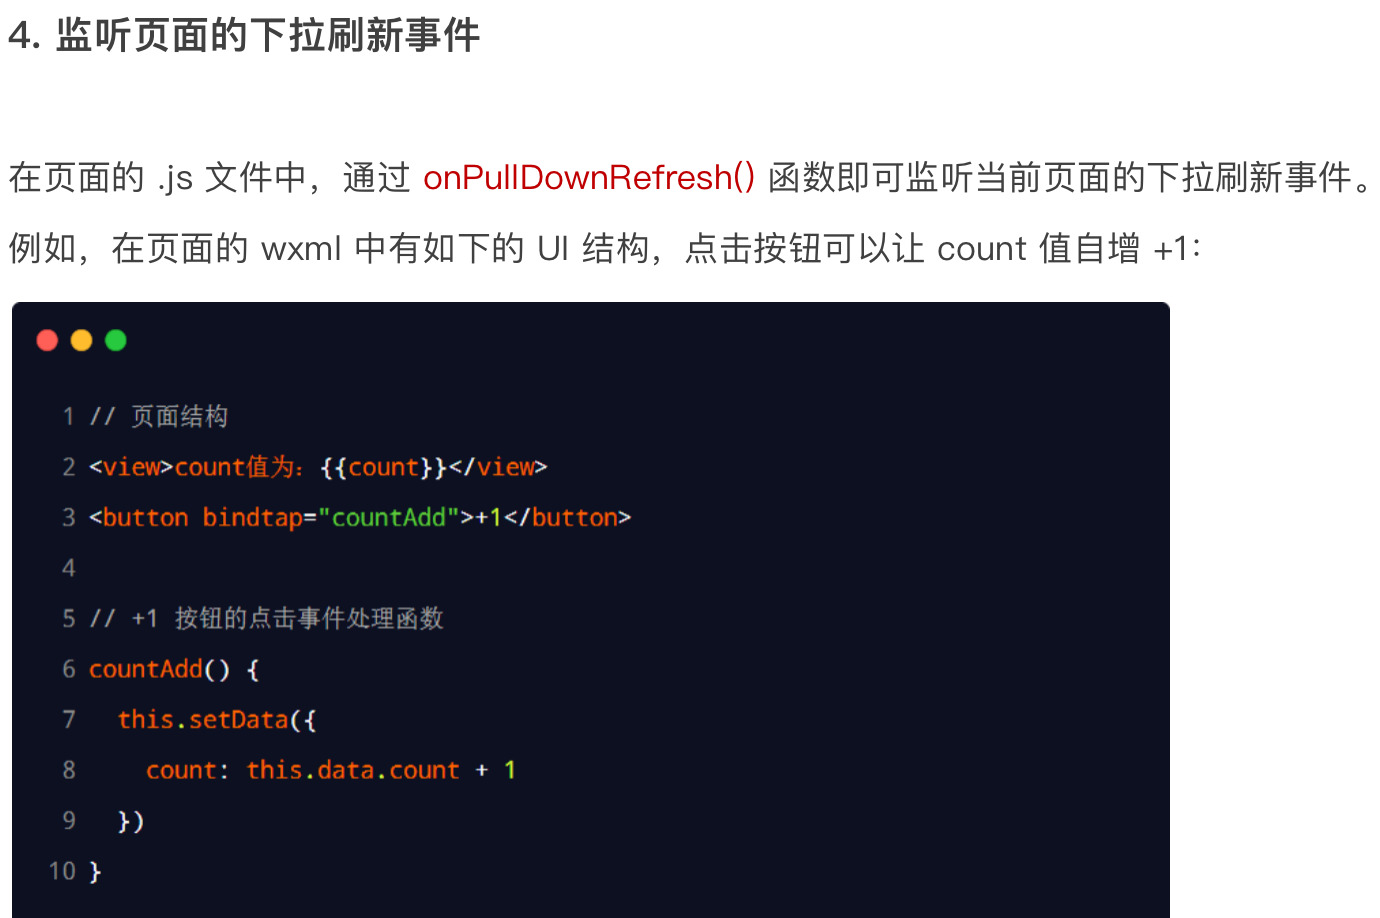 4. 监听页面的下拉刷新事件
在页面的 .js 文件中，通过 onPullDownRefresh() 函数即可监听当前页面的下拉刷新事件。
例如，在页面的 wxml 中有如下的 UI 结构，点击按钮可以让 count 值自增 +1：
1 // 页面结构
2 <view>count值为：{{count}}</view>
3 <button bindtap="countAdd">+1</button>
4
5 // +1 按钮的点击事件处理函数
6 countAdd() {
7   this.setData({
8     count: this.data.count + 1
9   })
10 }